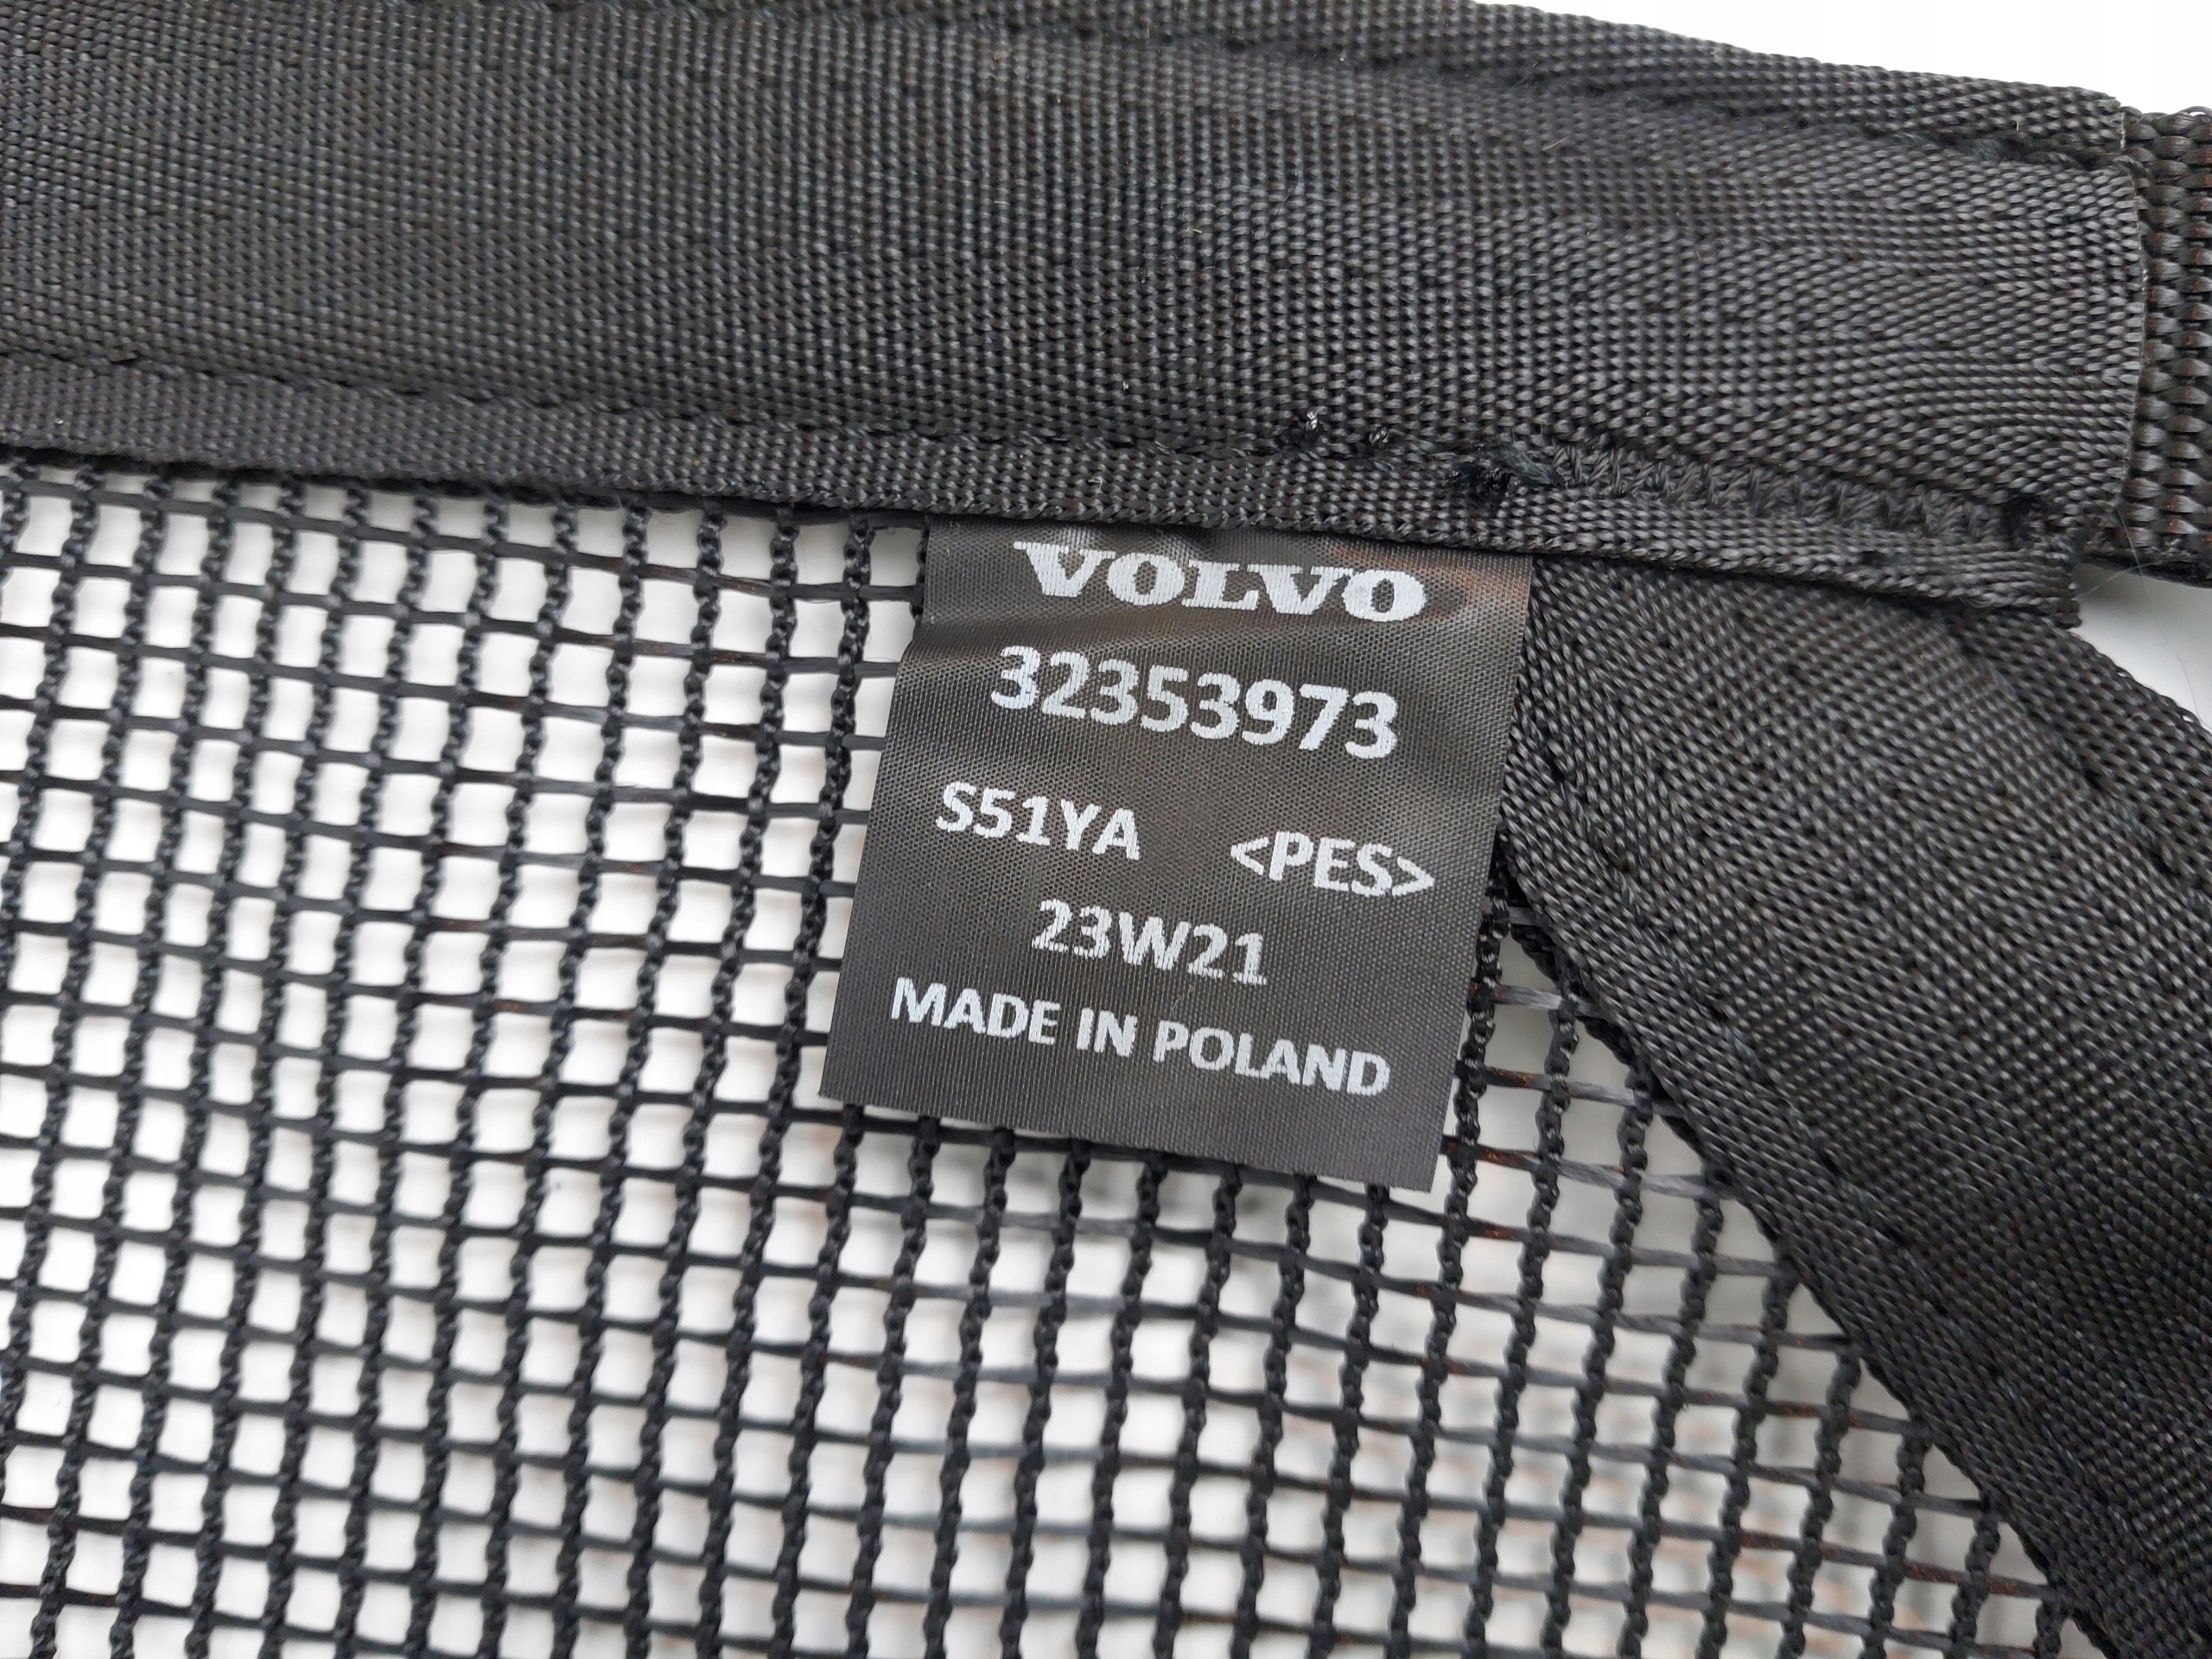 VOLVO
32353973
S51YA <PES>
23W21
MADE IN POLAND